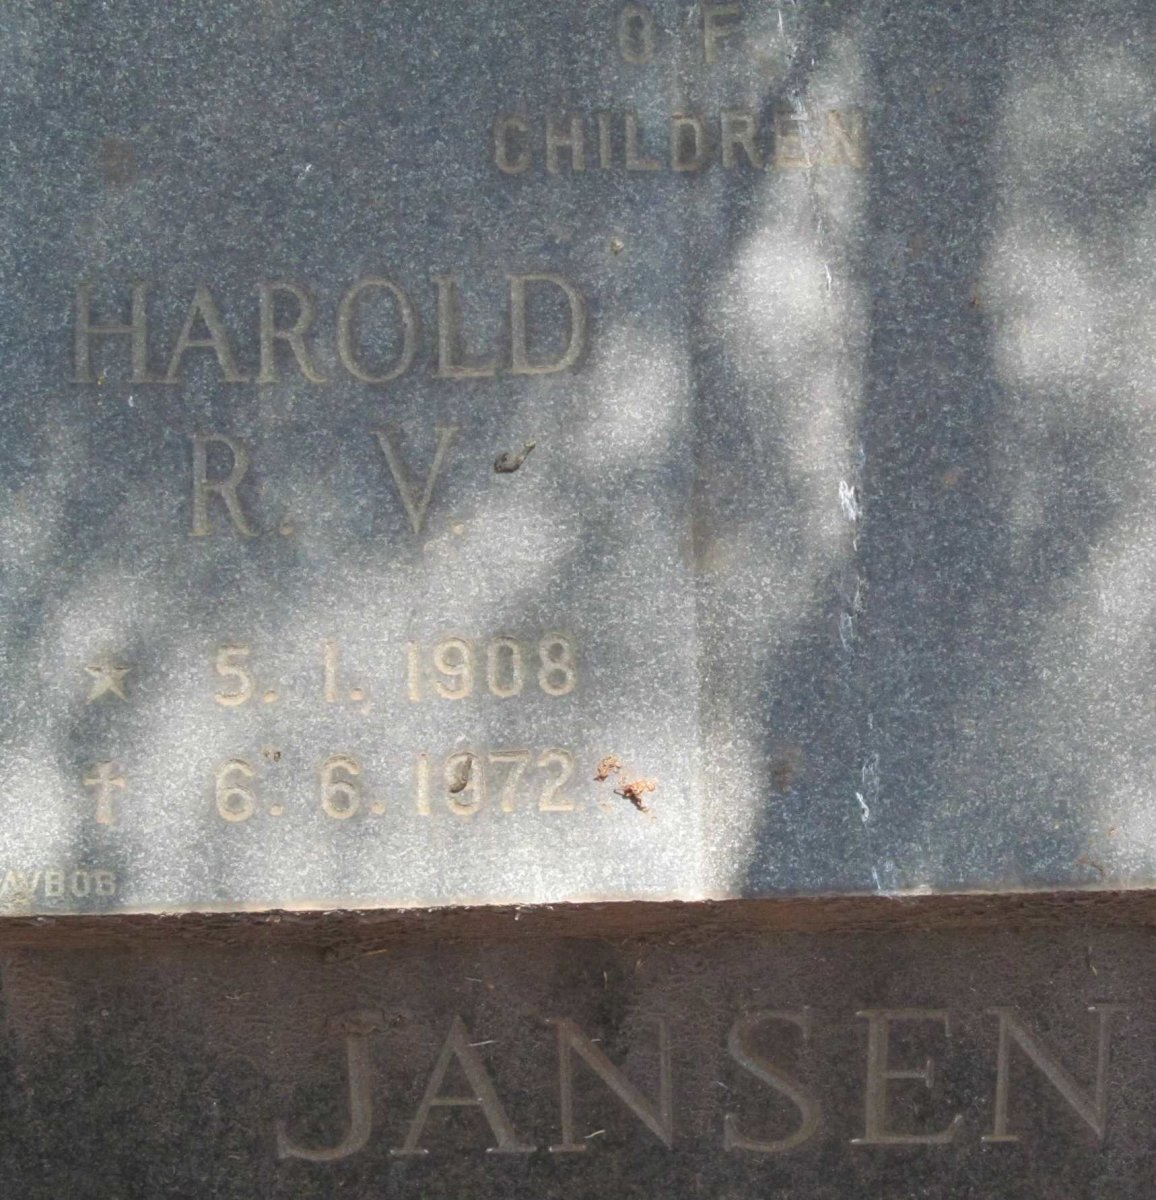 OF
CHILDREN
HAROLD
R. V.
★ 5. 1. 1908
✝ 6. 6. 1972
AVBOB
JANSEN